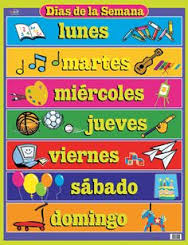 Días de la Semana
lunes
martes
miércoles
jueves
viernes
sábado
domingo